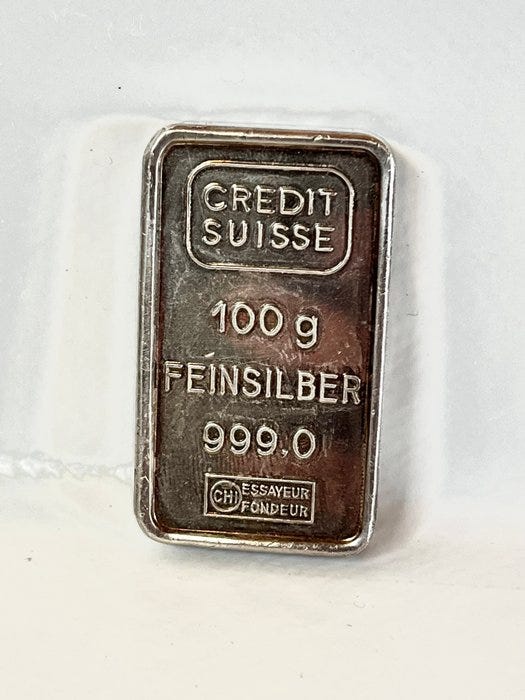 CREDIT
SUISSE
100 g
FEINSILBER
999.0
CHI ESSAYEUR
FONDEUR